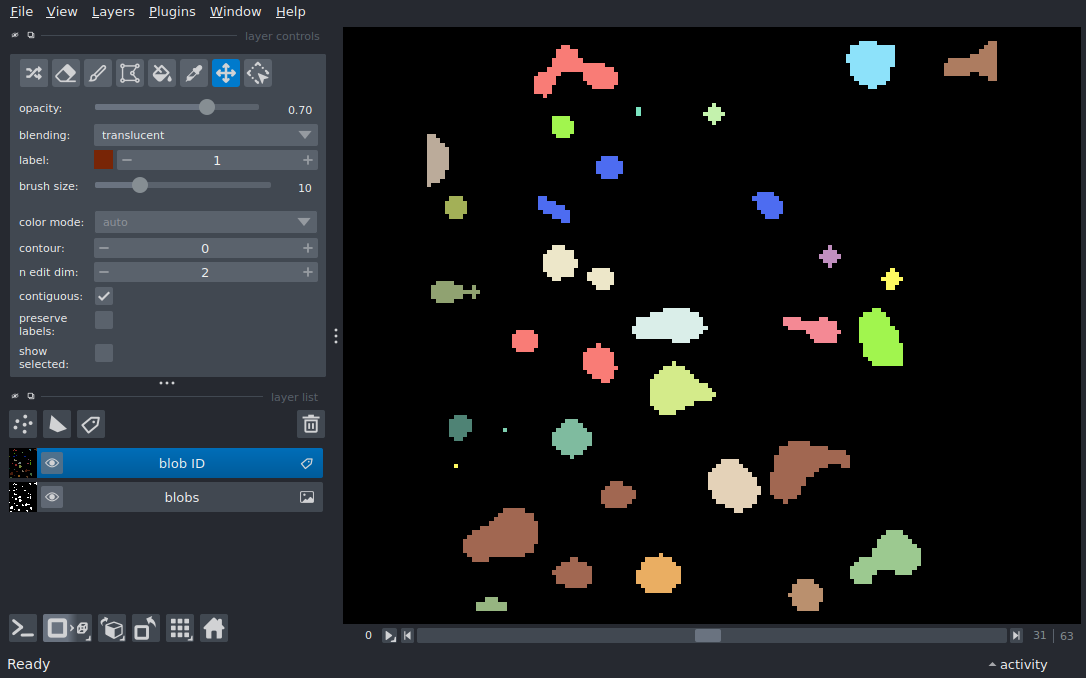 File View Layers Plugins Window Help
layer controls
opacity: 0.70
blending: translucent
label: 1
brush size: 10
color mode: auto
contour: 0
n edit dim: 2
contiguous:
preserve
labels:
show
selected:
layer list
blob ID
blobs
0 31 | 63
Ready activity